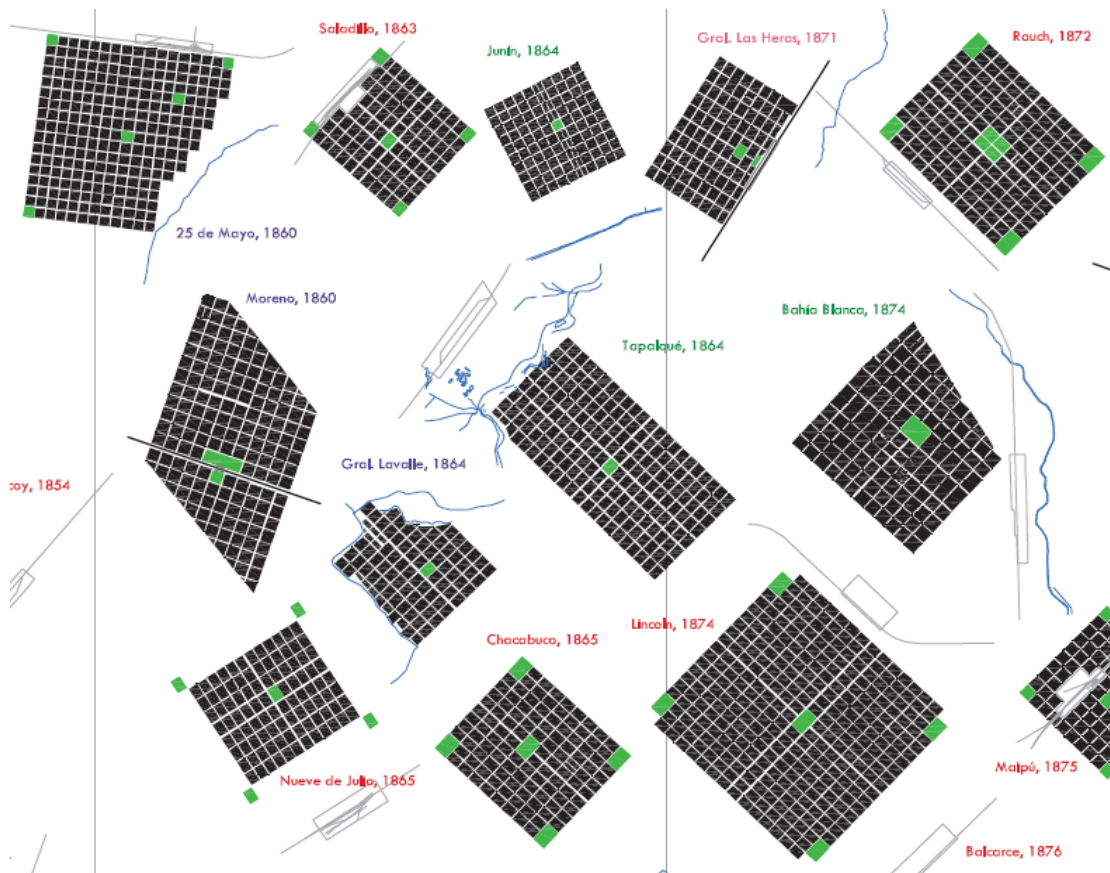 Saladillo, 1863
Junín, 1864
Gral. Las Heras, 1871
Rauch, 1872
25 de Mayo, 1860
Moreno, 1860
Bahía Blanca, 1874
Tapalqué, 1864
Gral. Lavalle, 1864
coy, 1854
Lincoln, 1874
Chacabuco, 1865
Maipú, 1875
Nueve de Julio, 1865
Balcarce, 1876